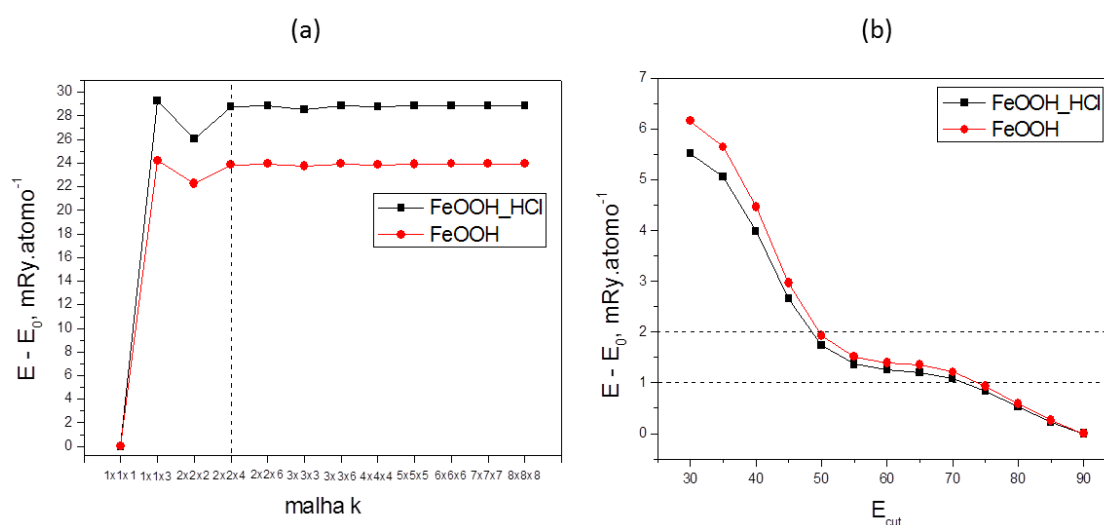 (a)
(b)
E - E₀, mRy.atomo⁻¹
30
28
26
24
22
20
18
16
14
12
10
8
6
4
2
0
FeOOH_HCl
FeOOH
1x1x1 1x1x3 2x2x2 2x2x4 2x2x6 3x3x3 3x3x6 4x4x4 5x5x5 6x6x6 7x7x7 8x8x8
malha k
E - E₀, mRy.atomo⁻¹
7
6
5
4
3
2
1
0
FeOOH_HCl
FeOOH
30 40 50 60 70 80 90
E_cut